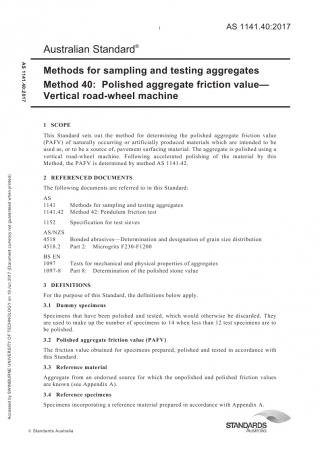 1
AS 1141.40:2017
Australian Standard®
Methods for sampling and testing aggregates
Method 40: Polished aggregate friction value—
Vertical road-wheel machine
1 SCOPE
This Standard sets out the method for determining the polished aggregate friction value
(PAFV) of naturally occurring or artificially produced materials which are intended to be
used as, or to be a source of, pavement surfacing material. The aggregate is polished using a
vertical road-wheel machine. Following accelerated polishing of the material by this
Method, the PAFV is determined by method AS 1141.42.
2 REFERENCED DOCUMENTS
The following documents are referred to in this Standard:
AS
1141 Methods for sampling and testing aggregates
1141.42 Method 42: Pendulum friction test
1152 Specification for test sieves
AS/NZS
4518 Bonded abrasives—Determination and designation of grain size distribution
4518.2 Part 2: Microgrits F230-F1200
BS EN
1097 Tests for mechanical and physical properties of aggregates
1097-8 Part 8: Determination of the polished stone value
3 DEFINITIONS
For the purpose of this Standard, the definitions below apply.
3.1 Dummy specimens
Specimens that have been polished and tested, which would otherwise be discarded. They
are used to make up the number of specimens to 14 when less than 12 test specimens are to
be polished.
3.2 Polished aggregate friction value (PAFV)
The friction value obtained for specimens prepared, polished and tested in accordance with
this Standard.
3.3 Reference material
Aggregate from an endorsed source for which the unpolished and polished friction values
are known (see Appendix A).
3.4 Reference specimens
Specimens incorporating a reference material prepared in accordance with Appendix A.
© Standards Australia
STANDARDS
Australia
AS 1141.40:2017
Accessed by SWINBURNE UNIVERSITY OF TECHNOLOGY on 19 Jun 2017 (Document currency not guaranteed when printed)